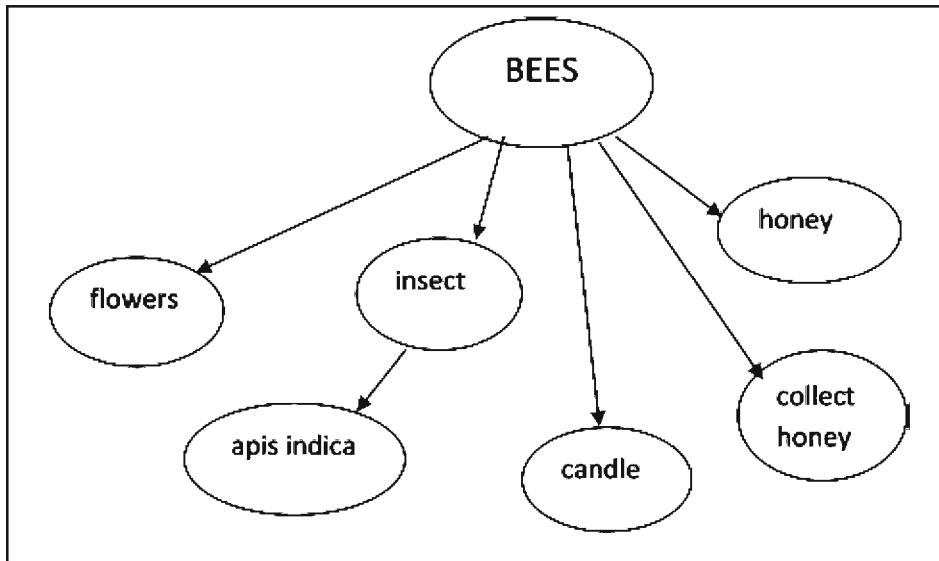 BEES
honey
insect
flowers
collect
honey
apis indica
candle